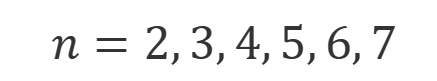 n = 2, 3, 4, 5, 6, 7